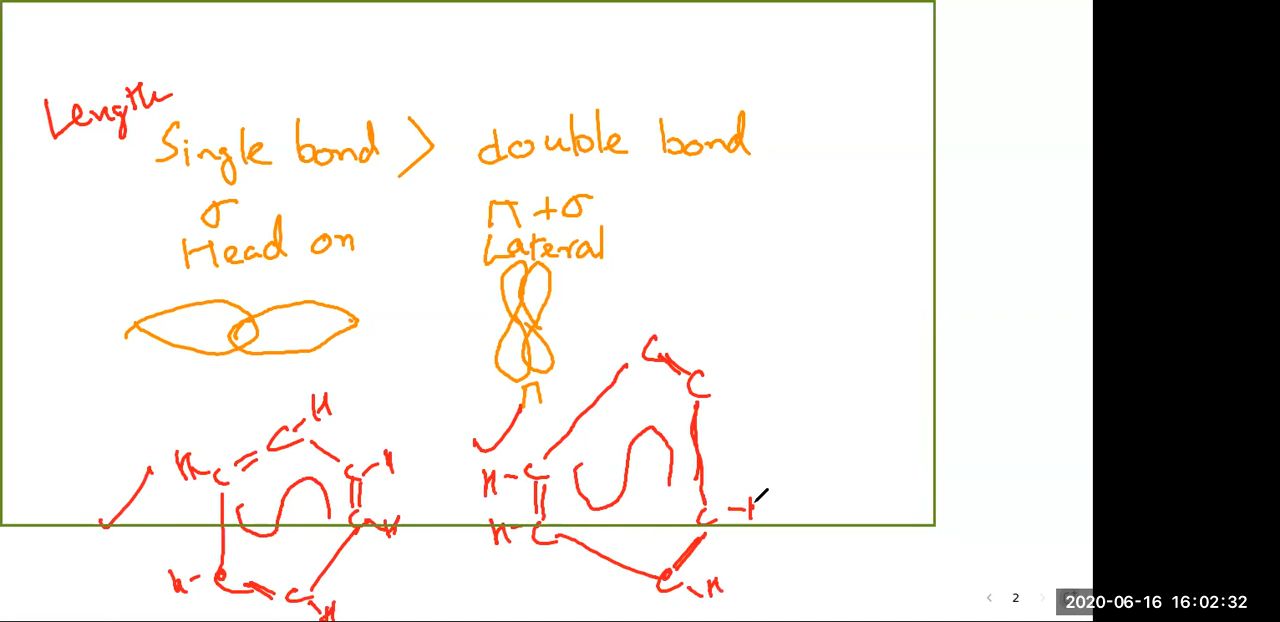 Length
Single bond > double bond
σ π + σ
Head on Lateral
π
C
C
H
C
H C
C H
H - C
C
H
C - H
H - C
C H
H - C
C
H
C H
2
2020-06-16 16:02:32